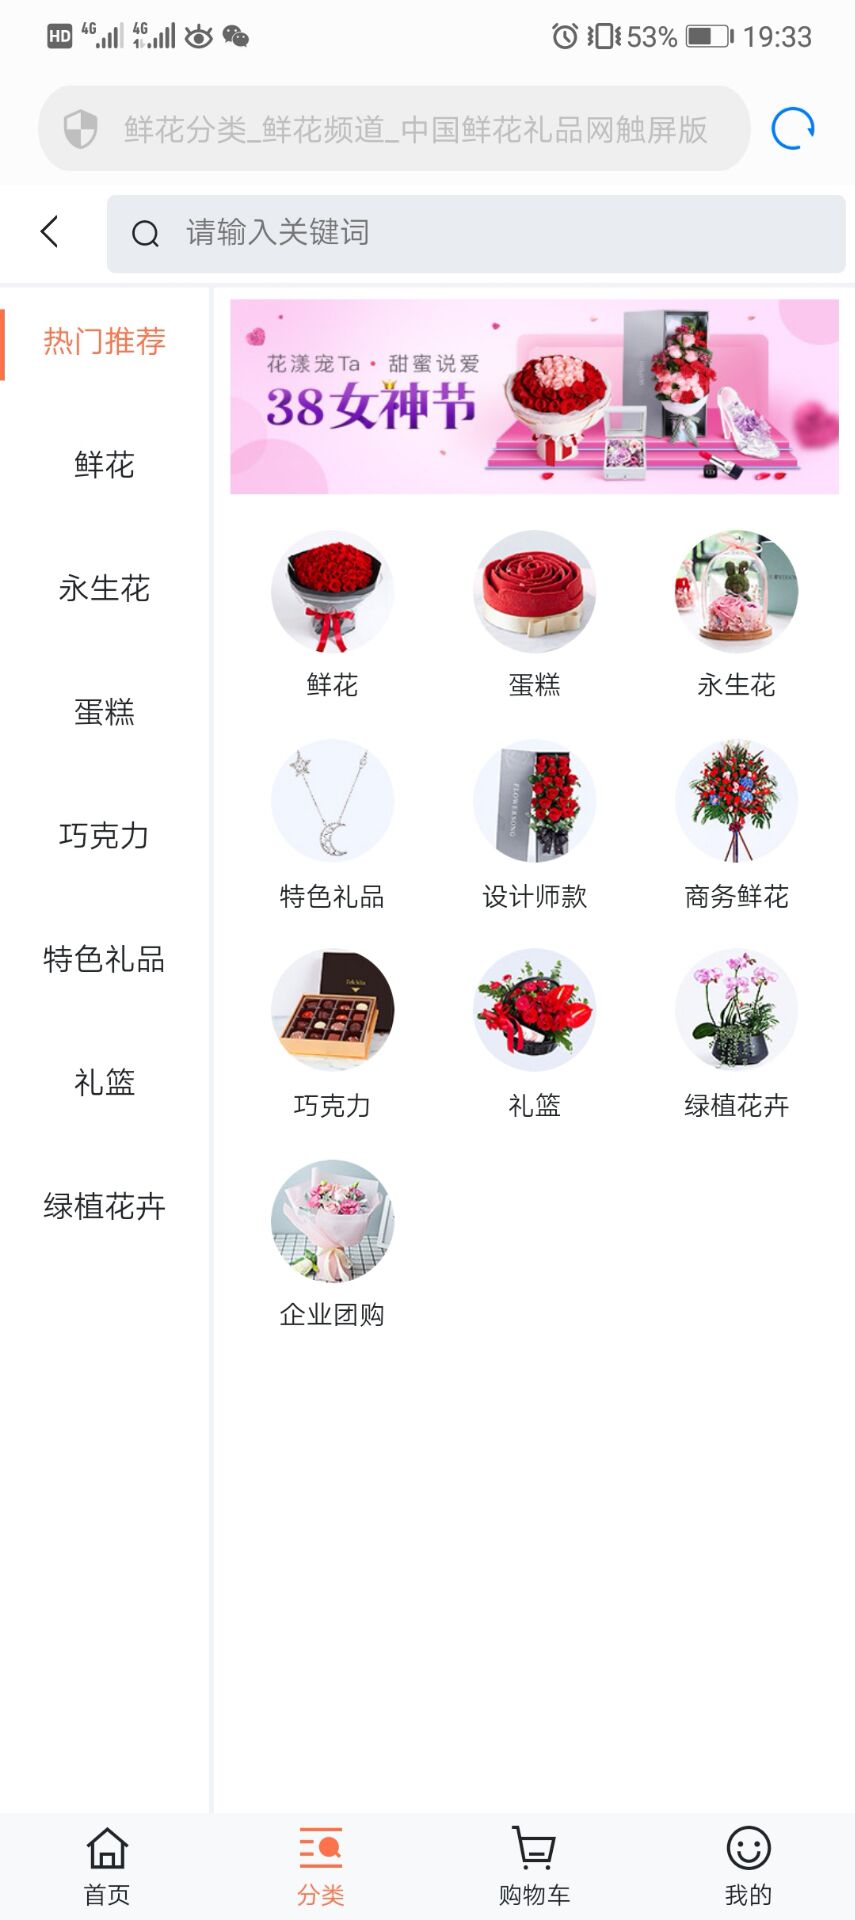 HD 4G 4G 53% 19:33
鲜花分类_鲜花频道_中国鲜花礼品网触屏版
请输入关键词
热门推荐
鲜花
永生花
蛋糕
巧克力
特色礼品
礼篮
绿植花卉
花漾宠Ta·甜蜜说爱
38女神节
鲜花 蛋糕 永生花
FLOWERSONG
特色礼品 设计师款 商务鲜花
巧克力 礼篮 绿植花卉
企业团购
首页 分类 购物车 我的